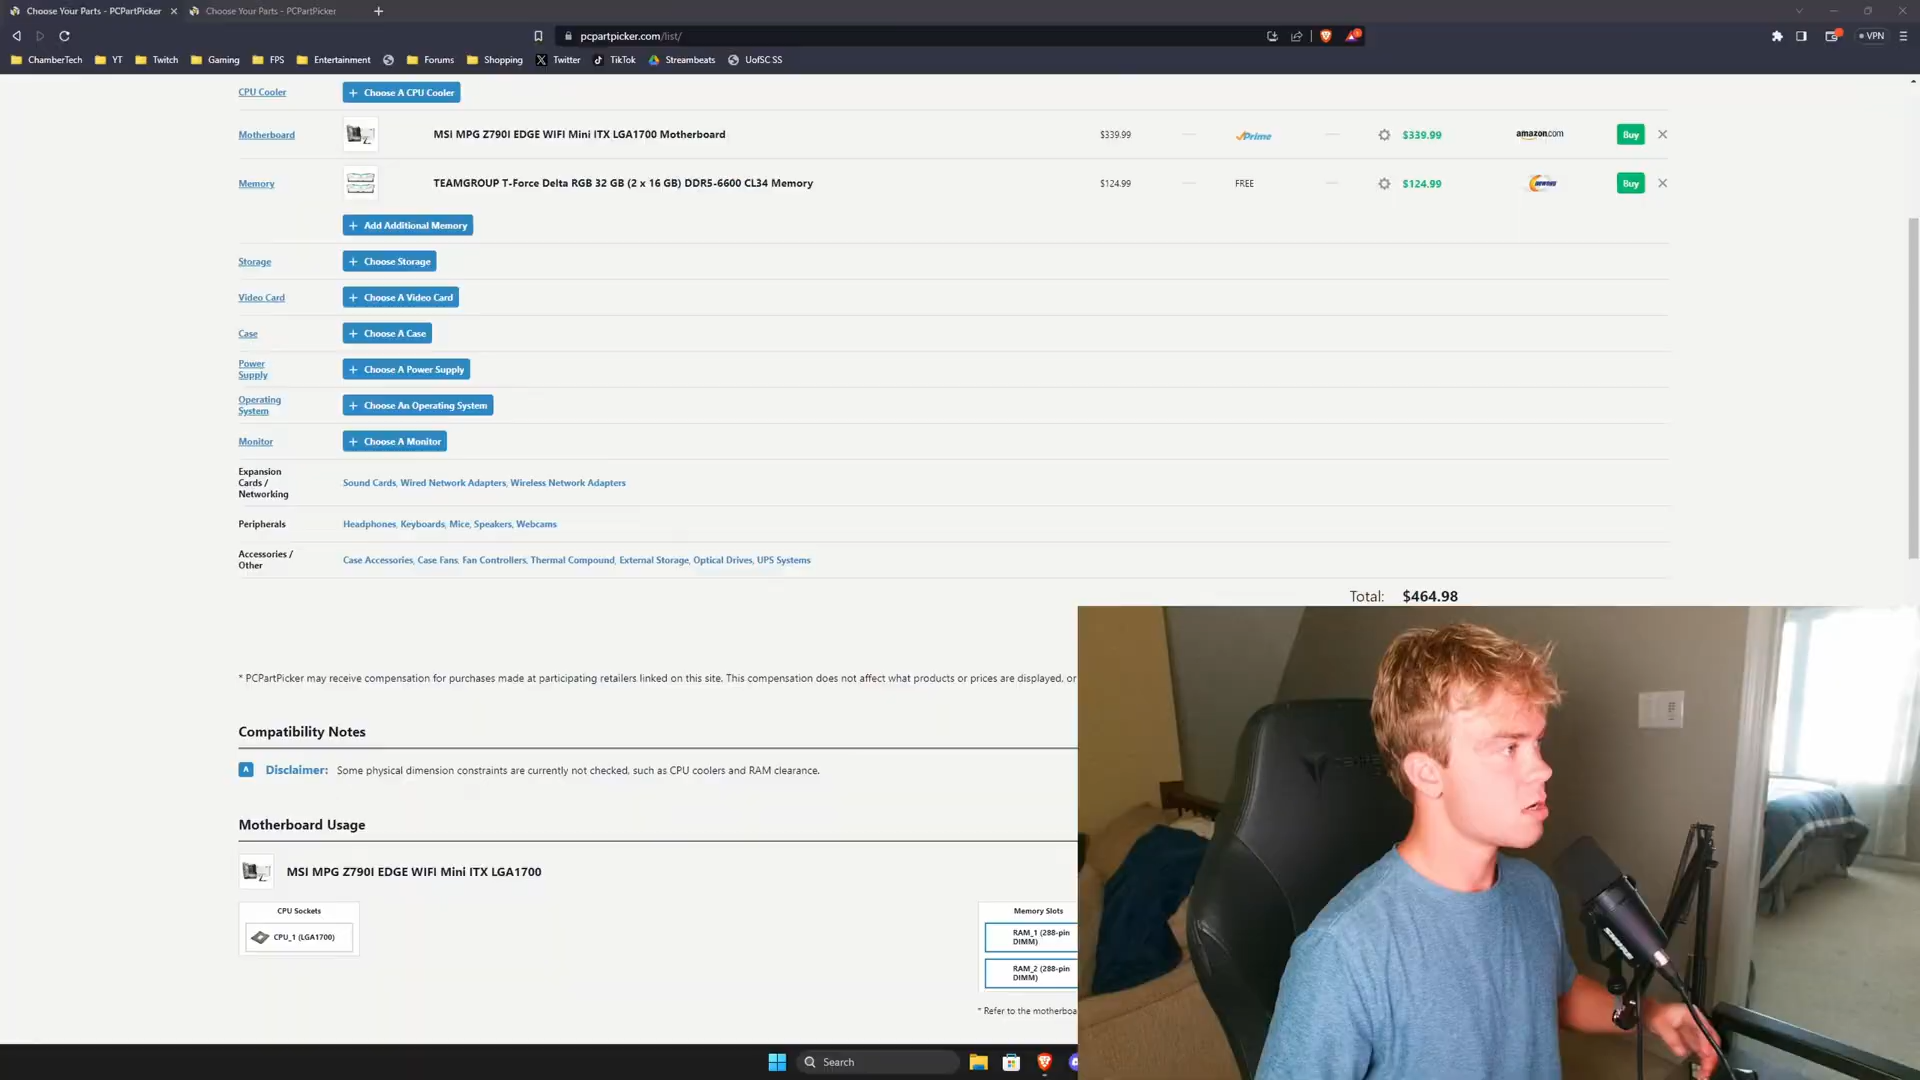 Choose Your Parts - PCPartPicker
Choose Your Parts - PCPartPicker
pcpartpicker.com/list/
VPN
ChamberTech YT Twitch Gaming FPS Entertainment Forums Shopping Twitter TikTok Streambeats UofSC SS
CPU Cooler
+ Choose A CPU Cooler
Motherboard
MSI MPG Z790I EDGE WIFI Mini ITX LGA1700 Motherboard
$339.99
Prime
$339.99
amazon.com
Buy
Memory
TEAMGROUP T-Force Delta RGB 32 GB (2 x 16 GB) DDR5-6600 CL34 Memory
$124.99
FREE
$124.99
newegg
Buy
+ Add Additional Memory
Storage
+ Choose Storage
Video Card
+ Choose A Video Card
Case
+ Choose A Case
Power
Supply
+ Choose A Power Supply
Operating
System
+ Choose An Operating System
Monitor
+ Choose A Monitor
Expansion
Cards /
Networking
Sound Cards, Wired Network Adapters, Wireless Network Adapters
Peripherals
Headphones, Keyboards, Mice, Speakers, Webcams
Accessories /
Other
Case Accessories, Case Fans, Fan Controllers, Thermal Compound, External Storage, Optical Drives, UPS Systems
Total: $464.98
* PCPartPicker may receive compensation for purchases made at participating retailers linked on this site. This compensation does not affect what products or prices are displayed, or
Compatibility Notes
Disclaimer: Some physical dimension constraints are currently not checked, such as CPU coolers and RAM clearance.
Motherboard Usage
MSI MPG Z790I EDGE WIFI Mini ITX LGA1700
CPU Sockets
CPU_1 (LGA1700)
Memory Slots
RAM_1 (288-pin
DIMM)
RAM_2 (288-pin
DIMM)
* Refer to the motherboa
Search
SHURE